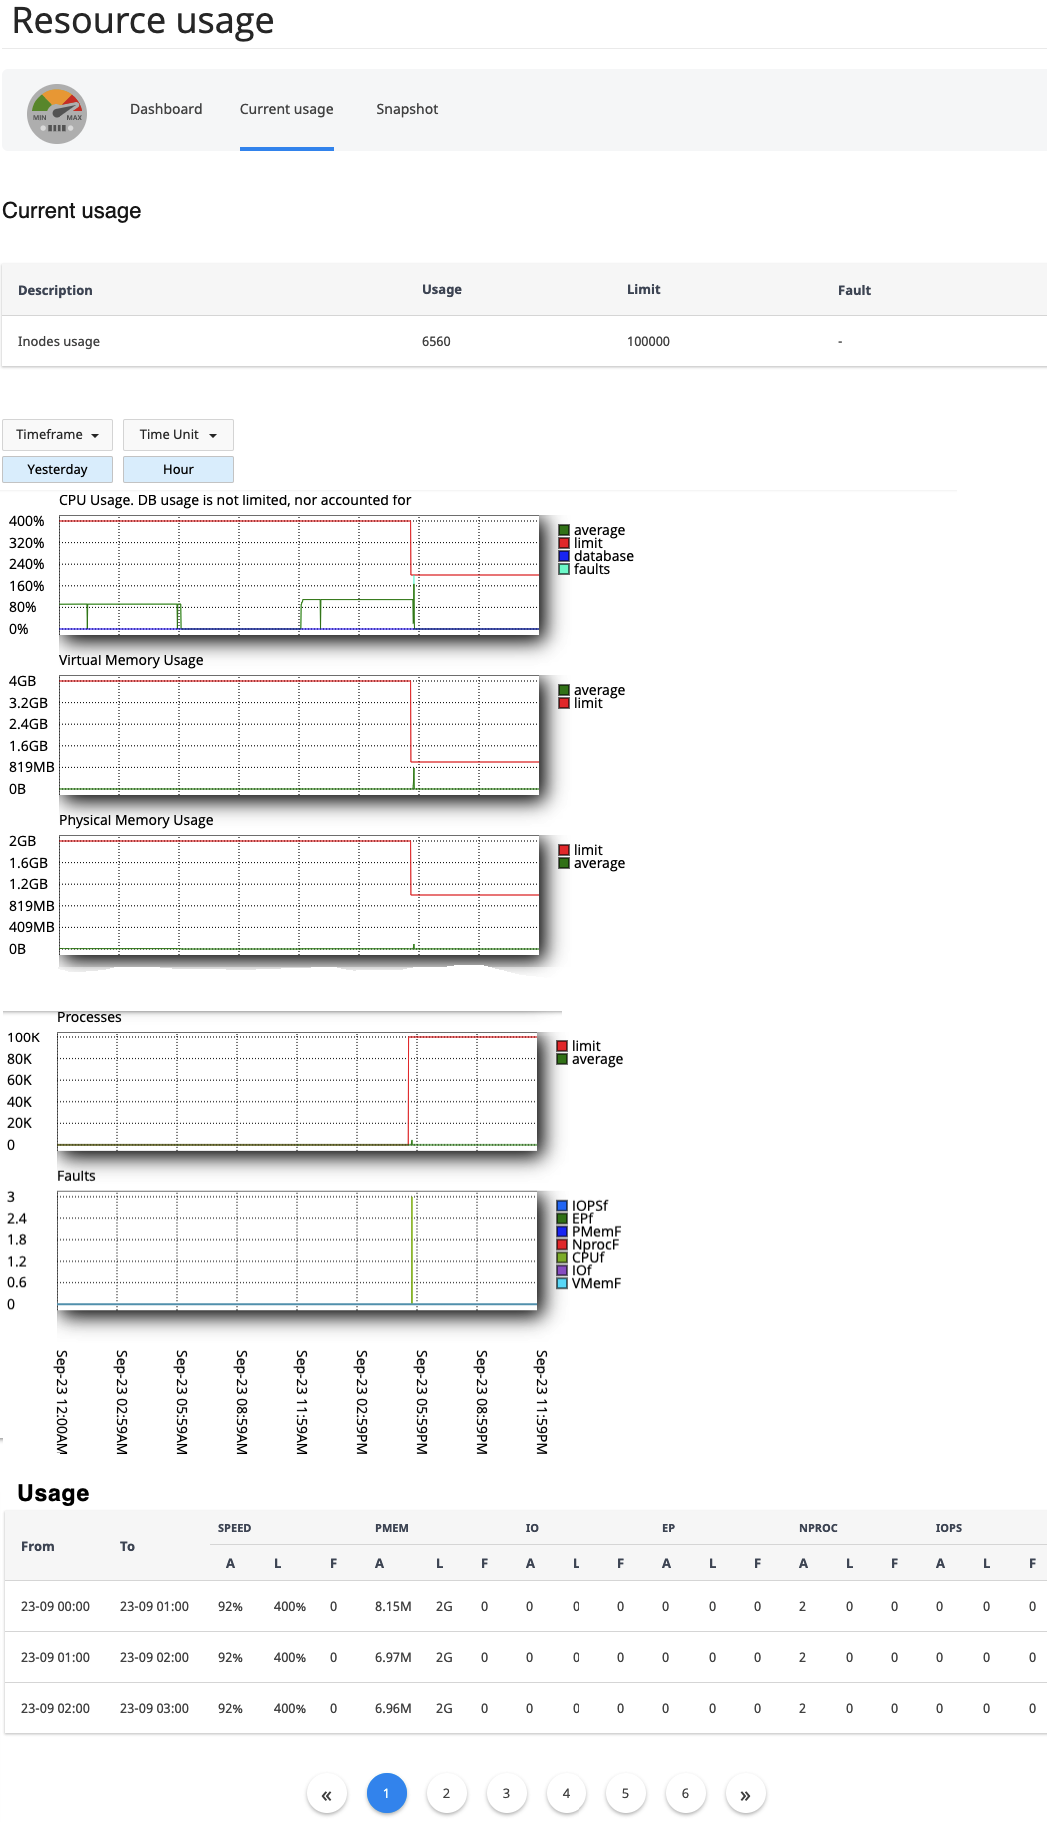 Resource usage
MIN MAX
Dashboard Current usage Snapshot
Current usage
Description Usage Limit Fault
Inodes usage 6560 100000 -
Timeframe Time Unit
Yesterday Hour
CPU Usage. DB usage is not limited, nor accounted for
400%
320%
240%
160%
80%
0%
average
limit
database
faults
Virtual Memory Usage
4GB
3.2GB
2.4GB
1.6GB
819MB
0B
average
limit
Physical Memory Usage
2GB
1.6GB
1.2GB
819MB
409MB
0B
limit
average
Processes
100K
80K
60K
40K
20K
0
limit
average
Faults
3
2.4
1.8
1.2
0.6
0
IOPSf
EPf
PMemF
NprocF
CPUf
IOf
VMemF
Sep-23 12:00AM
Sep-23 02:59AM
Sep-23 05:59AM
Sep-23 08:59AM
Sep-23 11:59AM
Sep-23 02:59PM
Sep-23 05:59PM
Sep-23 08:59PM
Sep-23 11:59PM
Usage
From To SPEED PMEM IO EP NPROC IOPS
A L F A L F A L F A L F A L F A L F
23-09 00:00 23-09 01:00 92% 400% 0 8.15M 2G 0 0 0 0 0 0 0 2 0 0 0 0 0
23-09 01:00 23-09 02:00 92% 400% 0 6.97M 2G 0 0 0 0 0 0 0 2 0 0 0 0 0
23-09 02:00 23-09 03:00 92% 400% 0 6.96M 2G 0 0 0 0 0 0 0 2 0 0 0 0 0
« 1 2 3 4 5 6 »